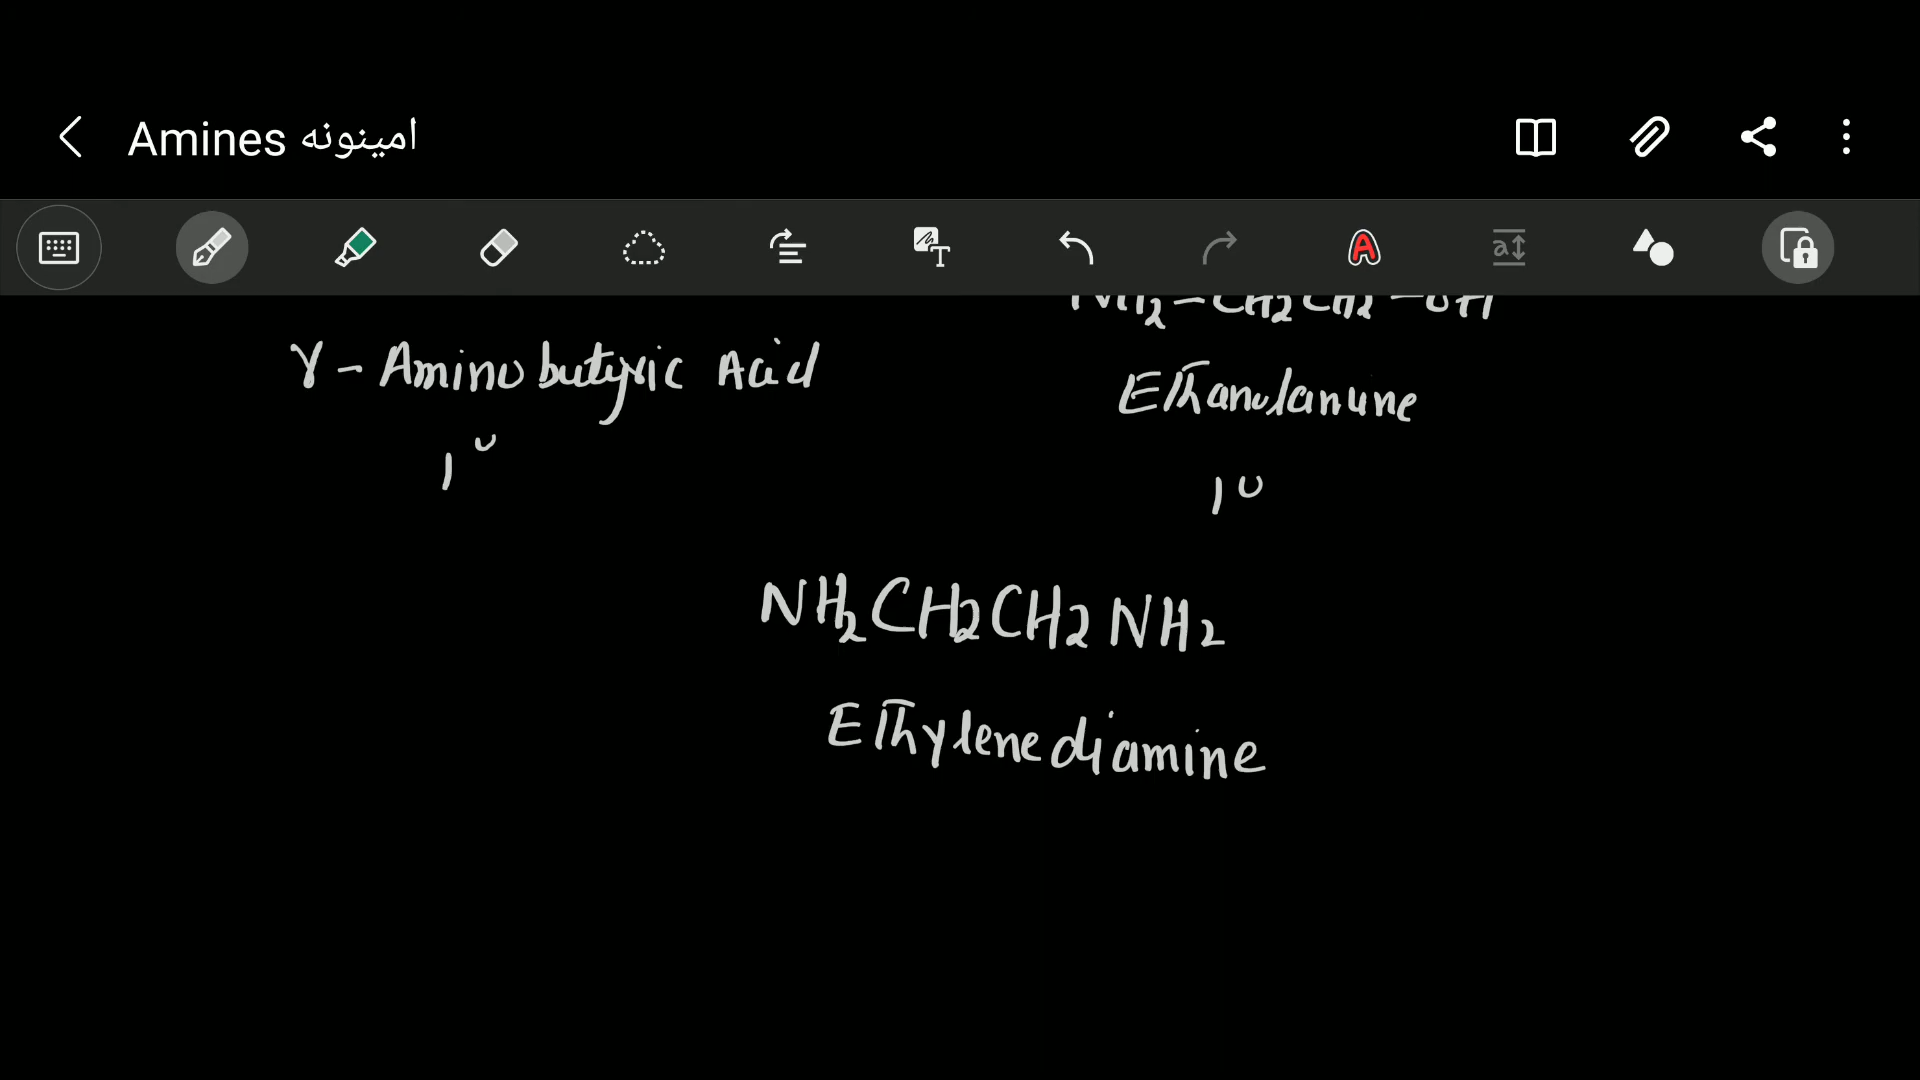 Amines امینونه
NH2-CH2CH2-OH
γ-Aminobutyric Acid
Ethanolamine
1°
1°
NH2CH2CH2NH2
Ethylenediamine